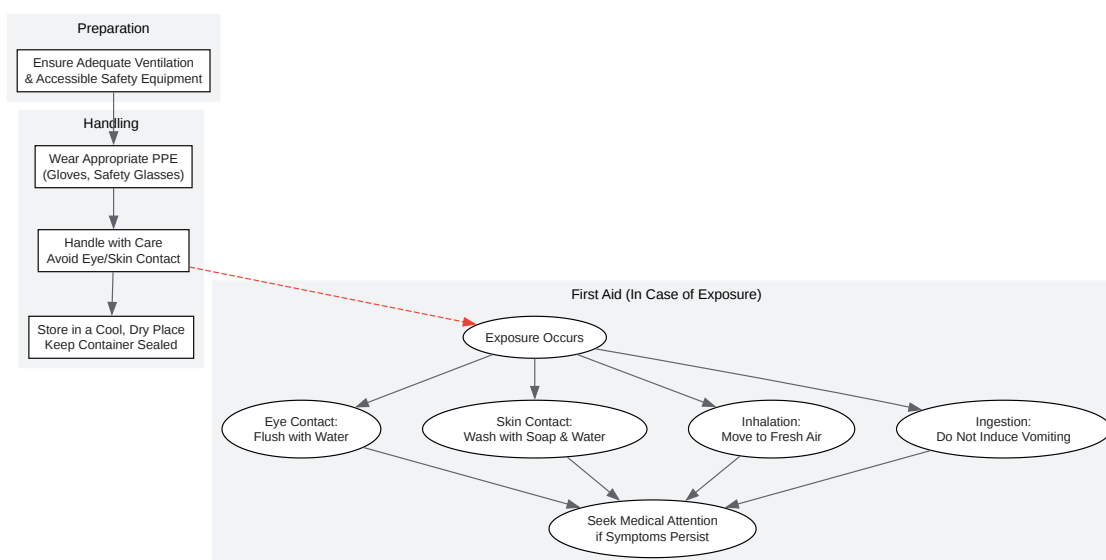 Preparation
Ensure Adequate Ventilation
& Accessible Safety Equipment
Handling
Wear Appropriate PPE
(Gloves, Safety Glasses)
Handle with Care
Avoid Eye/Skin Contact
Store in a Cool, Dry Place
Keep Container Sealed
First Aid (In Case of Exposure)
Exposure Occurs
Eye Contact:
Flush with Water
Skin Contact:
Wash with Soap & Water
Inhalation:
Move to Fresh Air
Ingestion:
Do Not Induce Vomiting
Seek Medical Attention
if Symptoms Persist